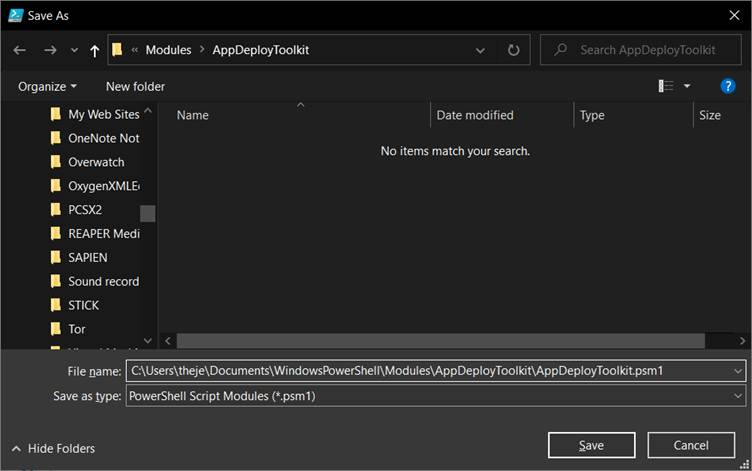 Save As
« Modules > AppDeployToolkit
Search AppDeployToolkit
Organize
New folder
?
Name
Date modified
Type
Size
My Web Sites
OneNote Not
Overwatch
OxygenXMLE
PCSX2
REAPER Medi
SAPIEN
Sound record
STICK
Tor
No items match your search.
File name: C:\Users\theje\Documents\WindowsPowerShell\Modules\AppDeployToolkit\AppDeployToolkit.psm1
Save as type: PowerShell Script Modules (*.psm1)
Hide Folders
Save
Cancel